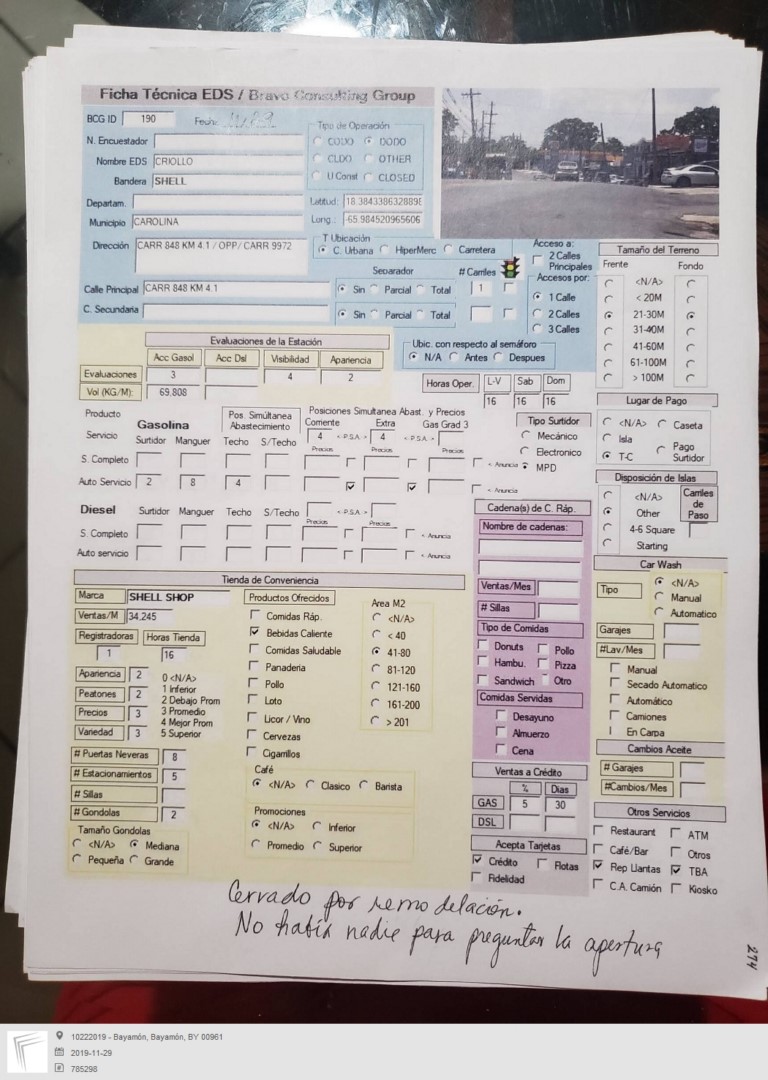 Ficha Técnica EDS / Bravo Consulting Group
BCG ID 190 Fecha
N. Encuestador
Nombre EDS CRIOLLO
Bandera SHELL
Departam.
Municipio CAROLINA
Dirección CARR 848 KM 4.1 / OPP/ CARR 9972
Calle Principal CARR 848 KM 4.1
C. Secundaria
Tipo de Operación
COCO DODO
CLDO OTHER
U Const CLOSED
Latitud: 18.384338632889
Long.: -65.984520965606
T Ubicación
C. Urbana HiperMerc Carretera
Separador # Carriles
Sin Parcial Total 1
Sin Parcial Total
Acceso a:
2 Calles
Principales
Accesos por:
1 Calle
2 Calles
3 Calles
Ubic. con respecto al semáforo
N/A Antes Despues
Tamaño del Terreno
Frente Fondo
<N/A>
< 20M
21-30M
31-40M
41-60M
61-100M
> 100M
Evaluaciones de la Estación
Acc Gasol Acc Dsl Visibilidad Apariencia
Evaluaciones 3 4 2
Vol (KG/M): 69,808
Horas Oper. L-V Sab Dom
16 16 16
Lugar de Pago
<N/A> Caseta
Isla Pago
T-C Surtidor
Producto Gasolina Pos. Simúltánea Abastecimiento Posiciones Simultanea Abast. y Precios
Corriente Extra Gas Grad 3
Servicio Surtidor Manguer Techo S/Techo 4 < P.S.A. > 4 < P.S.A. >
Precios Precios Precios
S. Completo < Anuncia
Auto Servicio 2 8 4 < Anuncia
Tipo Surtidor
Mecánico
Electronico
MPD
Diesel Surtidor Manguer Techo S/Techo < P.S.A. >
Precios Precios
S. Completo < Anuncia
Auto servicio < Anuncia
Disposición de Islas
<N/A>
Other
4-6 Square
Starting
Carriles
de
Paso
Cadena(s) de C. Ráp.
Nombre de cadenas:
Ventas/Mes
# Sillas
Tipo de Comidas
Donuts Pollo
Hambu. Pizza
Sandwich Otro
Comidas Servidas
Desayuno
Almuerzo
Cena
Car Wash
Tipo <N/A>
Manual
Automatico
Garajes
#Lav/Mes
Manual
Secado Automatico
Automático
Camiones
En Carpa
Cambios Aceite
# Garajes
#Cambios/Mes
Tienda de Conveniencia
Marca SHELL SHOP
Ventas/M 34,245
Registradoras Horas Tienda
1 16
Apariencia 2
Peatones 2
Precios 3
Variedad 3
0 <N/A>
1 Inferior
2 Debajo Prom
3 Promedio
4 Mejor Prom
5 Superior
# Puertas Neveras 8
# Estacionamientos 5
# Sillas
# Gondolas 2
Tamaño Gondolas
<N/A> Mediana
Pequeña Grande
Productos Ofrecidos
Comidas Ráp.
Bebidas Caliente
Comidas Saludable
Panaderia
Pollo
Loto
Licor / Vino
Cervezas
Cigarrllos
Area M2
<N/A>
< 40
41-80
81-120
121-160
161-200
> 201
Café
<N/A> Clasico Barista
Promociones
<N/A> Inferior
Promedio Superior
Ventas a Crédito
% Dias
GAS 5 30
DSL
Acepta Tarjetas
Crédito Flotas
Fidelidad
Otros Servicios
Restaurant ATM
Café/Bar Otros
Rep Llantas TBA
C.A. Camión Kiosko
Cerrado por remodelación.
No había nadie para preguntar la apertura
274
10222019 - Bayamón, Bayamón, BY 00961
2019-11-29
785298